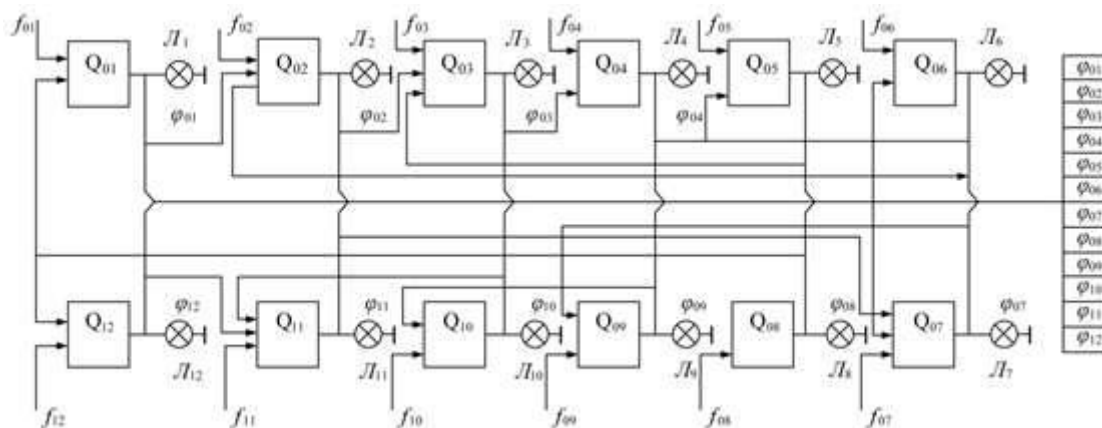 f₀₁ f₀₂ f₀₃ f₀₄ f₀₅ f₀₆
Л₁ Л₂ Л₃ Л₄ Л₅ Л₆
Q₀₁ Q₀₂ Q₀₃ Q₀₄ Q₀₅ Q₀₆
φ₀₁ φ₀₂ φ₀₃ φ₀₄
φ₀₁
φ₀₂
φ₀₃
φ₀₄
φ₀₅
φ₀₆
φ₀₇
φ₀₈
φ₀₉
φ₁₀
φ₁₁
φ₁₂
φ₁₂ φ₁₁ φ₁₀ φ₀₉ φ₀₈ φ₀₇
Q₁₂ Q₁₁ Q₁₀ Q₀₉ Q₀₈ Q₀₇
Л₁₂ Л₁₁ Л₁₀ Л₉ Л₈ Л₇
f₁₂ f₁₁ f₁₀ f₀₉ f₀₈ f₀₇